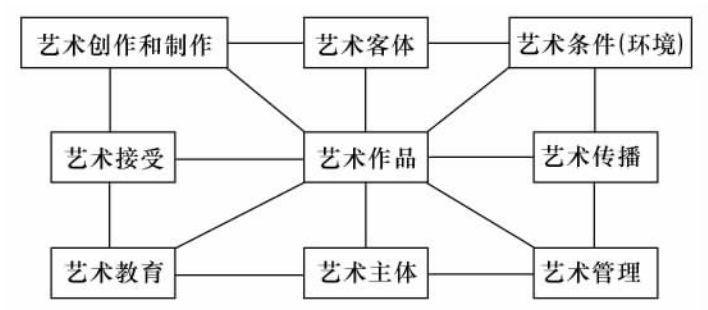 艺术创作和制作
艺术客体
艺术条件(环境)
艺术接受
艺术作品
艺术传播
艺术教育
艺术主体
艺术管理